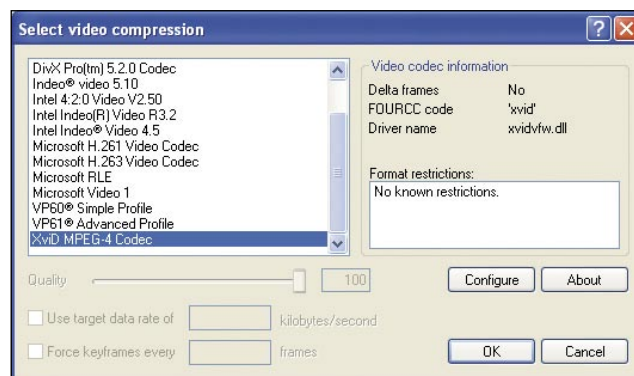 Select video compression
DivX Pro(tm) 5.2.0 Codec
Indeo® video 5.10
Intel 4:2:0 Video V2.50
Intel Indeo(R) Video R3.2
Intel Indeo® Video 4.5
Microsoft H.261 Video Codec
Microsoft H.263 Video Codec
Microsoft RLE
Microsoft Video 1
VP60® Simple Profile
VP61® Advanced Profile
XviD MPEG-4 Codec
Video codec information
Delta frames No
FOURCC code 'xvid'
Driver name xvidvfw.dll
Format restrictions:
No known restrictions.
Quality 100
Configure About
Use target data rate of kilobytes/second
Force keyframes every frames
OK Cancel